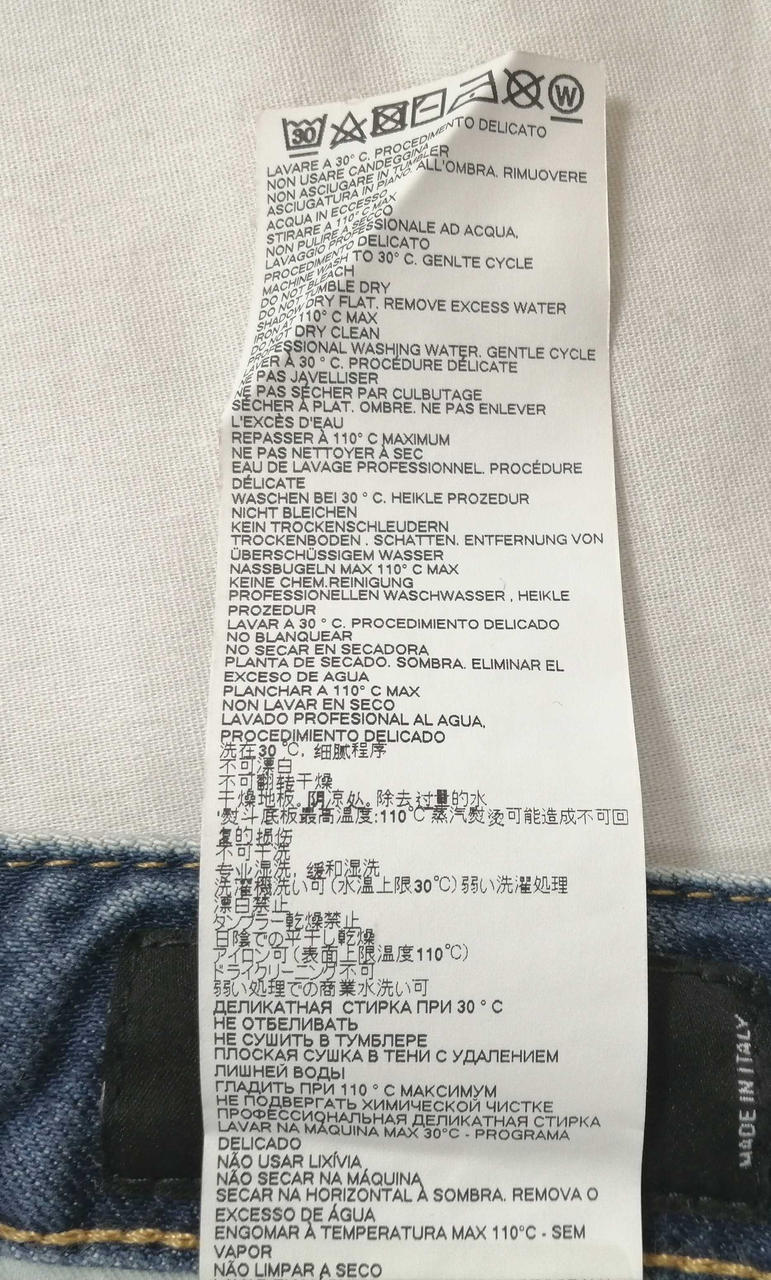 30 W
LAVARE A 30° C. PROCEDIMENTO DELICATO
NON USARE CANDEGGINA
NON ASCIUGARE IN TUMBLER
ASCIUGATURA IN PIANO. ALL'OMBRA. RIMUOVERE
ACQUA IN ECCESSO
STIRARE A 110° C MAX
NON PULIRE A SECCO
LAVAGGIO PROFESSIONALE AD ACQUA,
PROCEDIMENTO DELICATO
MACHINE WASH TO 30° C. GENLTE CYCLE
DO NOT BLEACH
DO NOT TUMBLE DRY
SHADOW DRY FLAT. REMOVE EXCESS WATER
IRON AT 110° C MAX
DO NOT DRY CLEAN
PROFESSIONAL WASHING WATER. GENTLE CYCLE
LAVER À 30 ° C. PROCÉDURE DÉLICATE
NE PAS JAVELLISER
NE PAS SÉCHER PAR CULBUTAGE
SÉCHER À PLAT. OMBRE. NE PAS ENLEVER
L'EXCÈS D'EAU
REPASSER À 110° C MAXIMUM
NE PAS NETTOYER À SEC
EAU DE LAVAGE PROFESSIONNEL. PROCÉDURE
DÉLICATE
WASCHEN BEI 30 ° C. HEIKLE PROZEDUR
NICHT BLEICHEN
KEIN TROCKENSCHLEUDERN
TROCKENBODEN . SCHATTEN. ENTFERNUNG VON
ÜBERSCHÜSSIGEM WASSER
NASSBUGELN MAX 110° C MAX
KEINE CHEM.REINIGUNG
PROFESSIONELLEN WASCHWASSER , HEIKLE
PROZEDUR
LAVAR A 30 ° C. PROCEDIMIENTO DELICADO
NO BLANQUEAR
NO SECAR EN SECADORA
PLANTA DE SECADO. SOMBRA. ELIMINAR EL
EXCESO DE AGUA
PLANCHAR A 110° C MAX
NON LAVAR EN SECO
LAVADO PROFESIONAL AL AGUA,
PROCEDIMIENTO DELICADO
洗在30 ℃, 细腻程序
不可漂白
不可翻转干燥
干燥地板。阴凉处。除去过量的水
'熨斗底板最高温度:110℃ 蒸汽熨烫可能造成不可回
复的损伤
不可干洗
专业湿洗, 缓和湿洗
洗濯機洗い可 (水温上限30℃) 弱い洗濯処理
漂白禁止
タンブラー乾燥禁止
日陰での平干し乾燥
アイロン可 (表面上限温度110℃)
ドライクリーニング不可
弱い処理での商業水洗い可
ДЕЛИКАТНАЯ СТИРКА ПРИ 30 ° C
НЕ ОТБЕЛИВАТЬ
НЕ СУШИТЬ В ТУМБЛЕРЕ
ПЛОСКАЯ СУШКА В ТЕНИ С УДАЛЕНИЕМ
ЛИШНЕЙ ВОДЫ
ГЛАДИТЬ ПРИ 110 ° C МАКСИМУМ
НЕ ПОДВЕРГАТЬ ХИМИЧЕСКОЙ ЧИСТКЕ
ПРОФЕССИОНАЛЬНАЯ ДЕЛИКАТНАЯ СТИРКА
LAVAR NA MÁQUINA MAX 30°C - PROGRAMA
DELICADO
NÃO USAR LIXÍVIA
NÃO SECAR NA MÁQUINA
SECAR NA HORIZONTAL À SOMBRA. REMOVA O
EXCESSO DE ÁGUA
ENGOMAR À TEMPERATURA MAX 110°C - SEM
VAPOR
NÃO LIMPAR A SECO
MADE IN ITALY